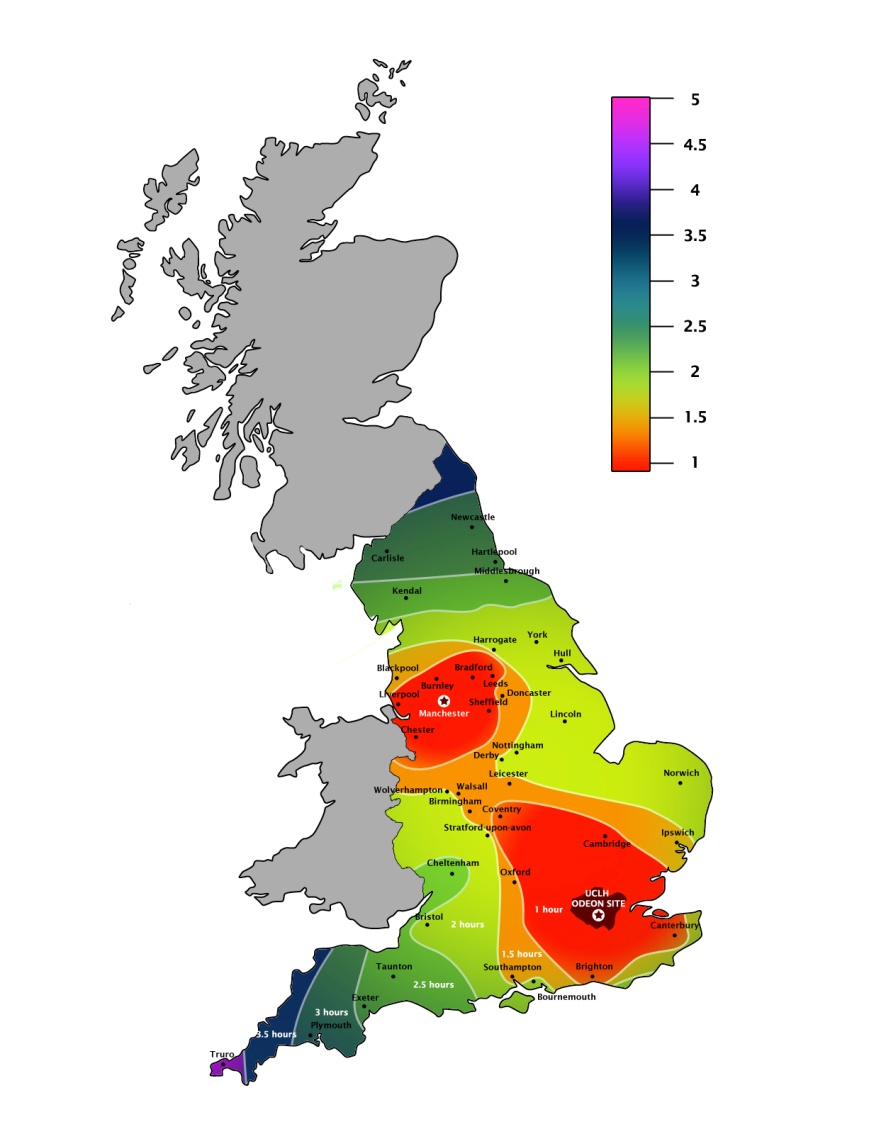 5
4.5
4
3.5
3
2.5
2
1.5
1
Newcastle
Carlisle
Hartlepool
Middlesbrough
Kendal
Harrogate
York
Hull
Blackpool
Bradford
Burnley
Leeds
Liverpool
Doncaster
Sheffield
Manchester
Lincoln
Chester
Nottingham
Derby
Leicester
Norwich
Wolverhampton
Walsall
Birmingham
Coventry
Stratford-upon-avon
Ipswich
Cambridge
Cheltenham
Oxford
UCLH
ODEON SITE
1 hour
Bristol
2 hours
Canterbury
1.5 hours
Taunton
Southampton
Brighton
2.5 hours
Exeter
Bournemouth
3 hours
Plymouth
3.5 hours
Truro